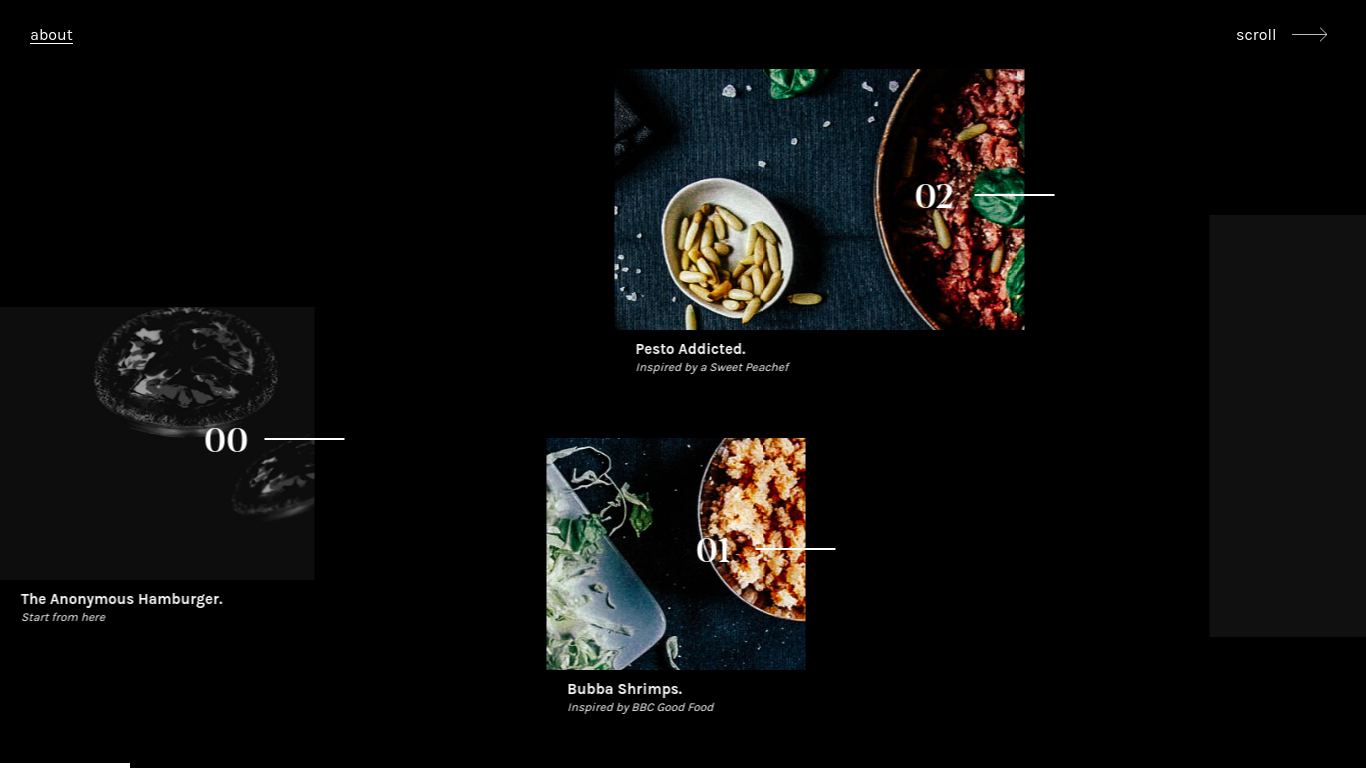 about
scroll
02
Pesto Addicted.
Inspired by a Sweet Peachef
00
The Anonymous Hamburger.
Start from here
01
Bubba Shrimps.
Inspired by BBC Good Food